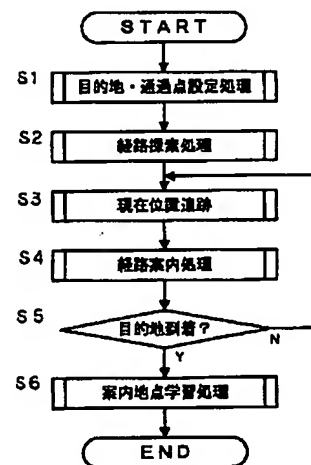 START
S1
目的地・通過点設定処理
S2
経路探索処理
S3
現在位置追跡
S4
経路案内処理
S5
目的地到着?
N
Y
S6
案内地点学習処理
END